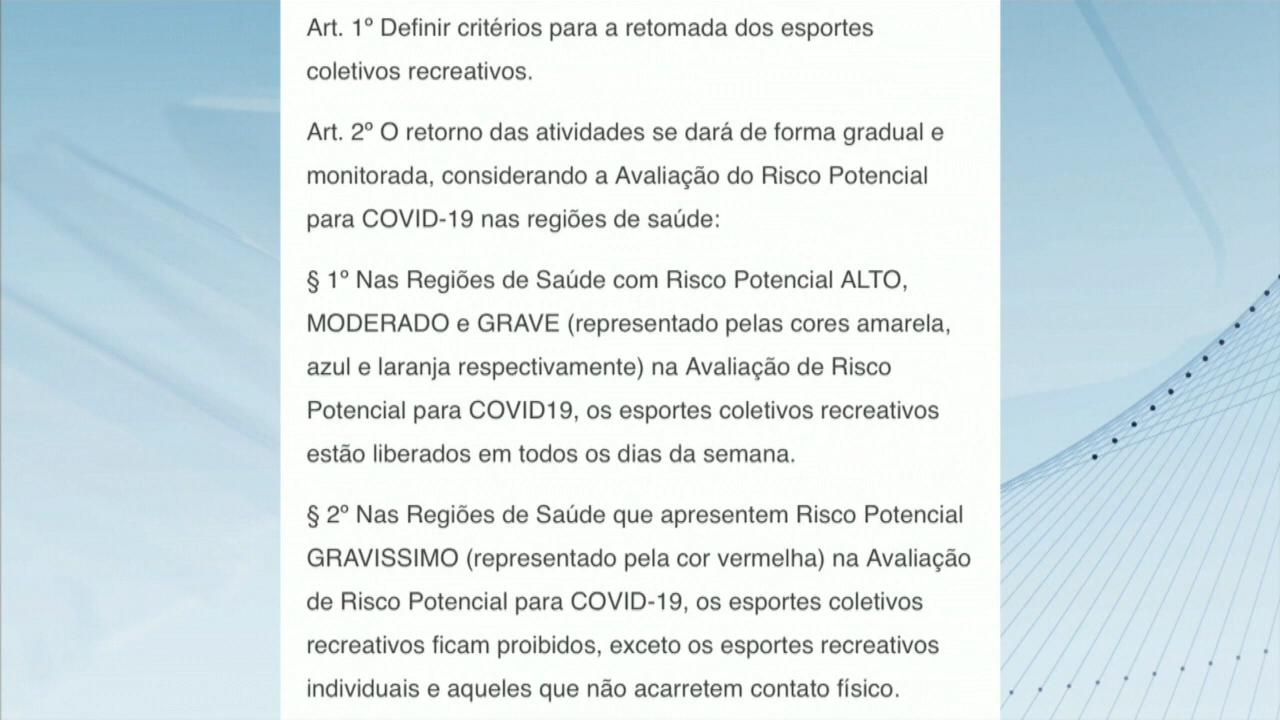 Art. 1º Definir critérios para a retomada dos esportes
coletivos recreativos.
Art. 2º O retorno das atividades se dará de forma gradual e
monitorada, considerando a Avaliação do Risco Potencial
para COVID-19 nas regiões de saúde:
§ 1º Nas Regiões de Saúde com Risco Potencial ALTO,
MODERADO e GRAVE (representado pelas cores amarela,
azul e laranja respectivamente) na Avaliação de Risco
Potencial para COVID19, os esportes coletivos recreativos
estão liberados em todos os dias da semana.
§ 2º Nas Regiões de Saúde que apresentem Risco Potencial
GRAVISSIMO (representado pela cor vermelha) na Avaliação
de Risco Potencial para COVID-19, os esportes coletivos
recreativos ficam proibidos, exceto os esportes recreativos
individuais e aqueles que não acarretem contato físico.